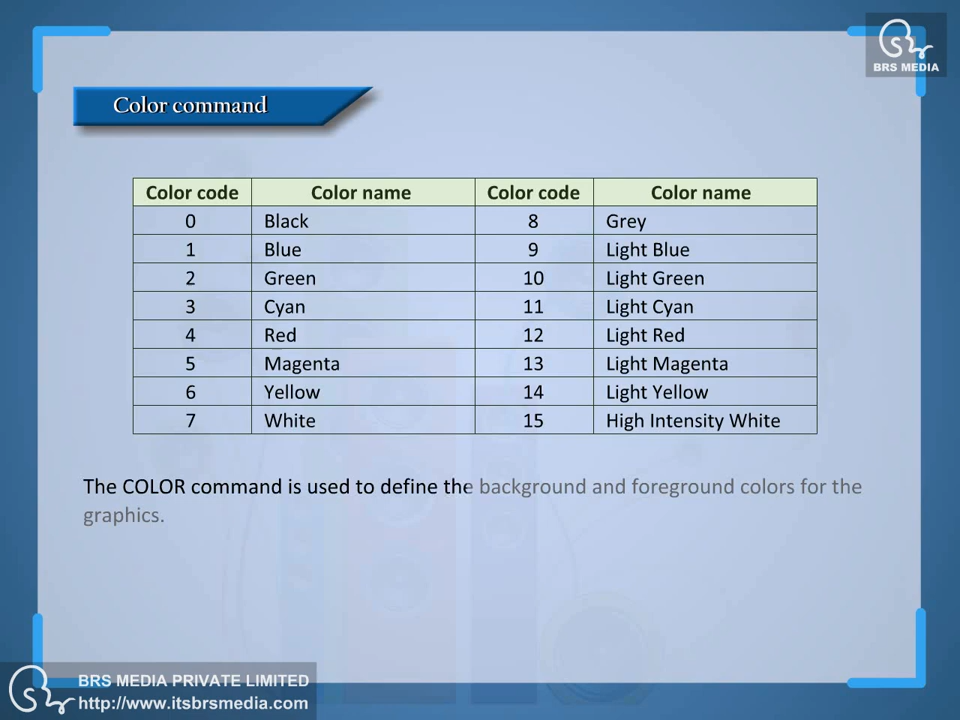 BRS MEDIA
Color command
Color code Color name Color code Color name
0 Black 8 Grey
1 Blue 9 Light Blue
2 Green 10 Light Green
3 Cyan 11 Light Cyan
4 Red 12 Light Red
5 Magenta 13 Light Magenta
6 Yellow 14 Light Yellow
7 White 15 High Intensity White
The COLOR command is used to define the background and foreground colors for the
graphics.
BRS MEDIA PRIVATE LIMITED
http://www.itsbrsmedia.com